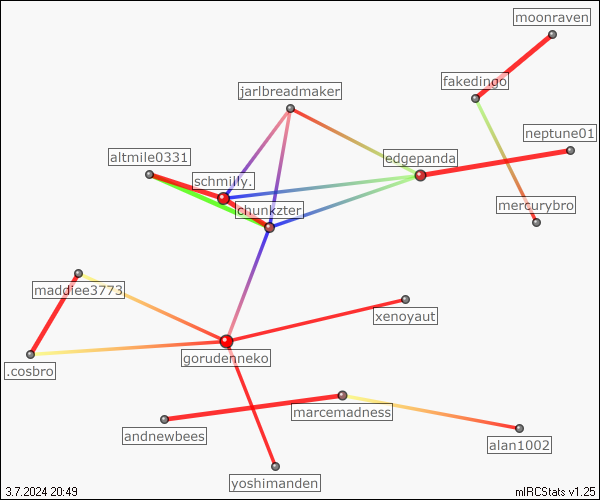 moonraven
fakedingo
jarlbreadmaker
neptune01
altmile0331
edgepanda
schmilly.
mercurybro
chunkzter
maddiee3773
xenoyaut
gorudenneko
.cosbro
marcemadness
andnewbees
alan1002
yoshimanden
3.7.2024 20:49
mIRCStats v1.25